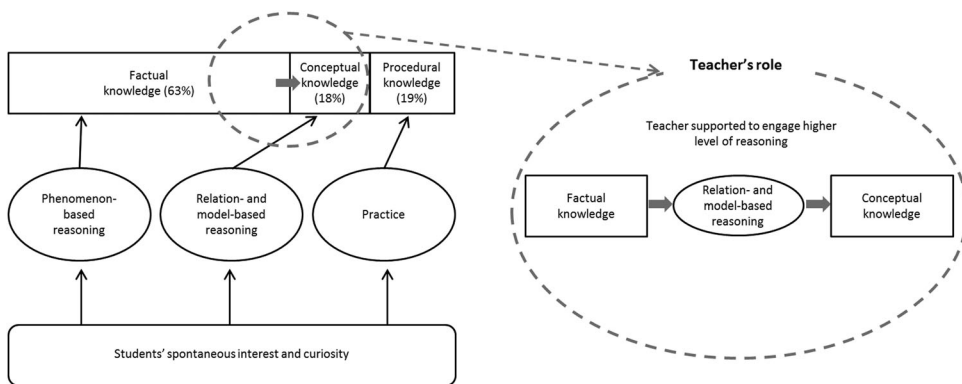 Factual
knowledge (63%)
Conceptual
knowledge
(18%)
Procedural
knowledge
(19%)
Phenomenon-
based
reasoning
Relation- and
model-based
reasoning
Practice
Students’ spontaneous interest and curiosity
Teacher’s role
Teacher supported to engage higher
level of reasoning
Factual
knowledge
Relation- and
model-based
reasoning
Conceptual
knowledge